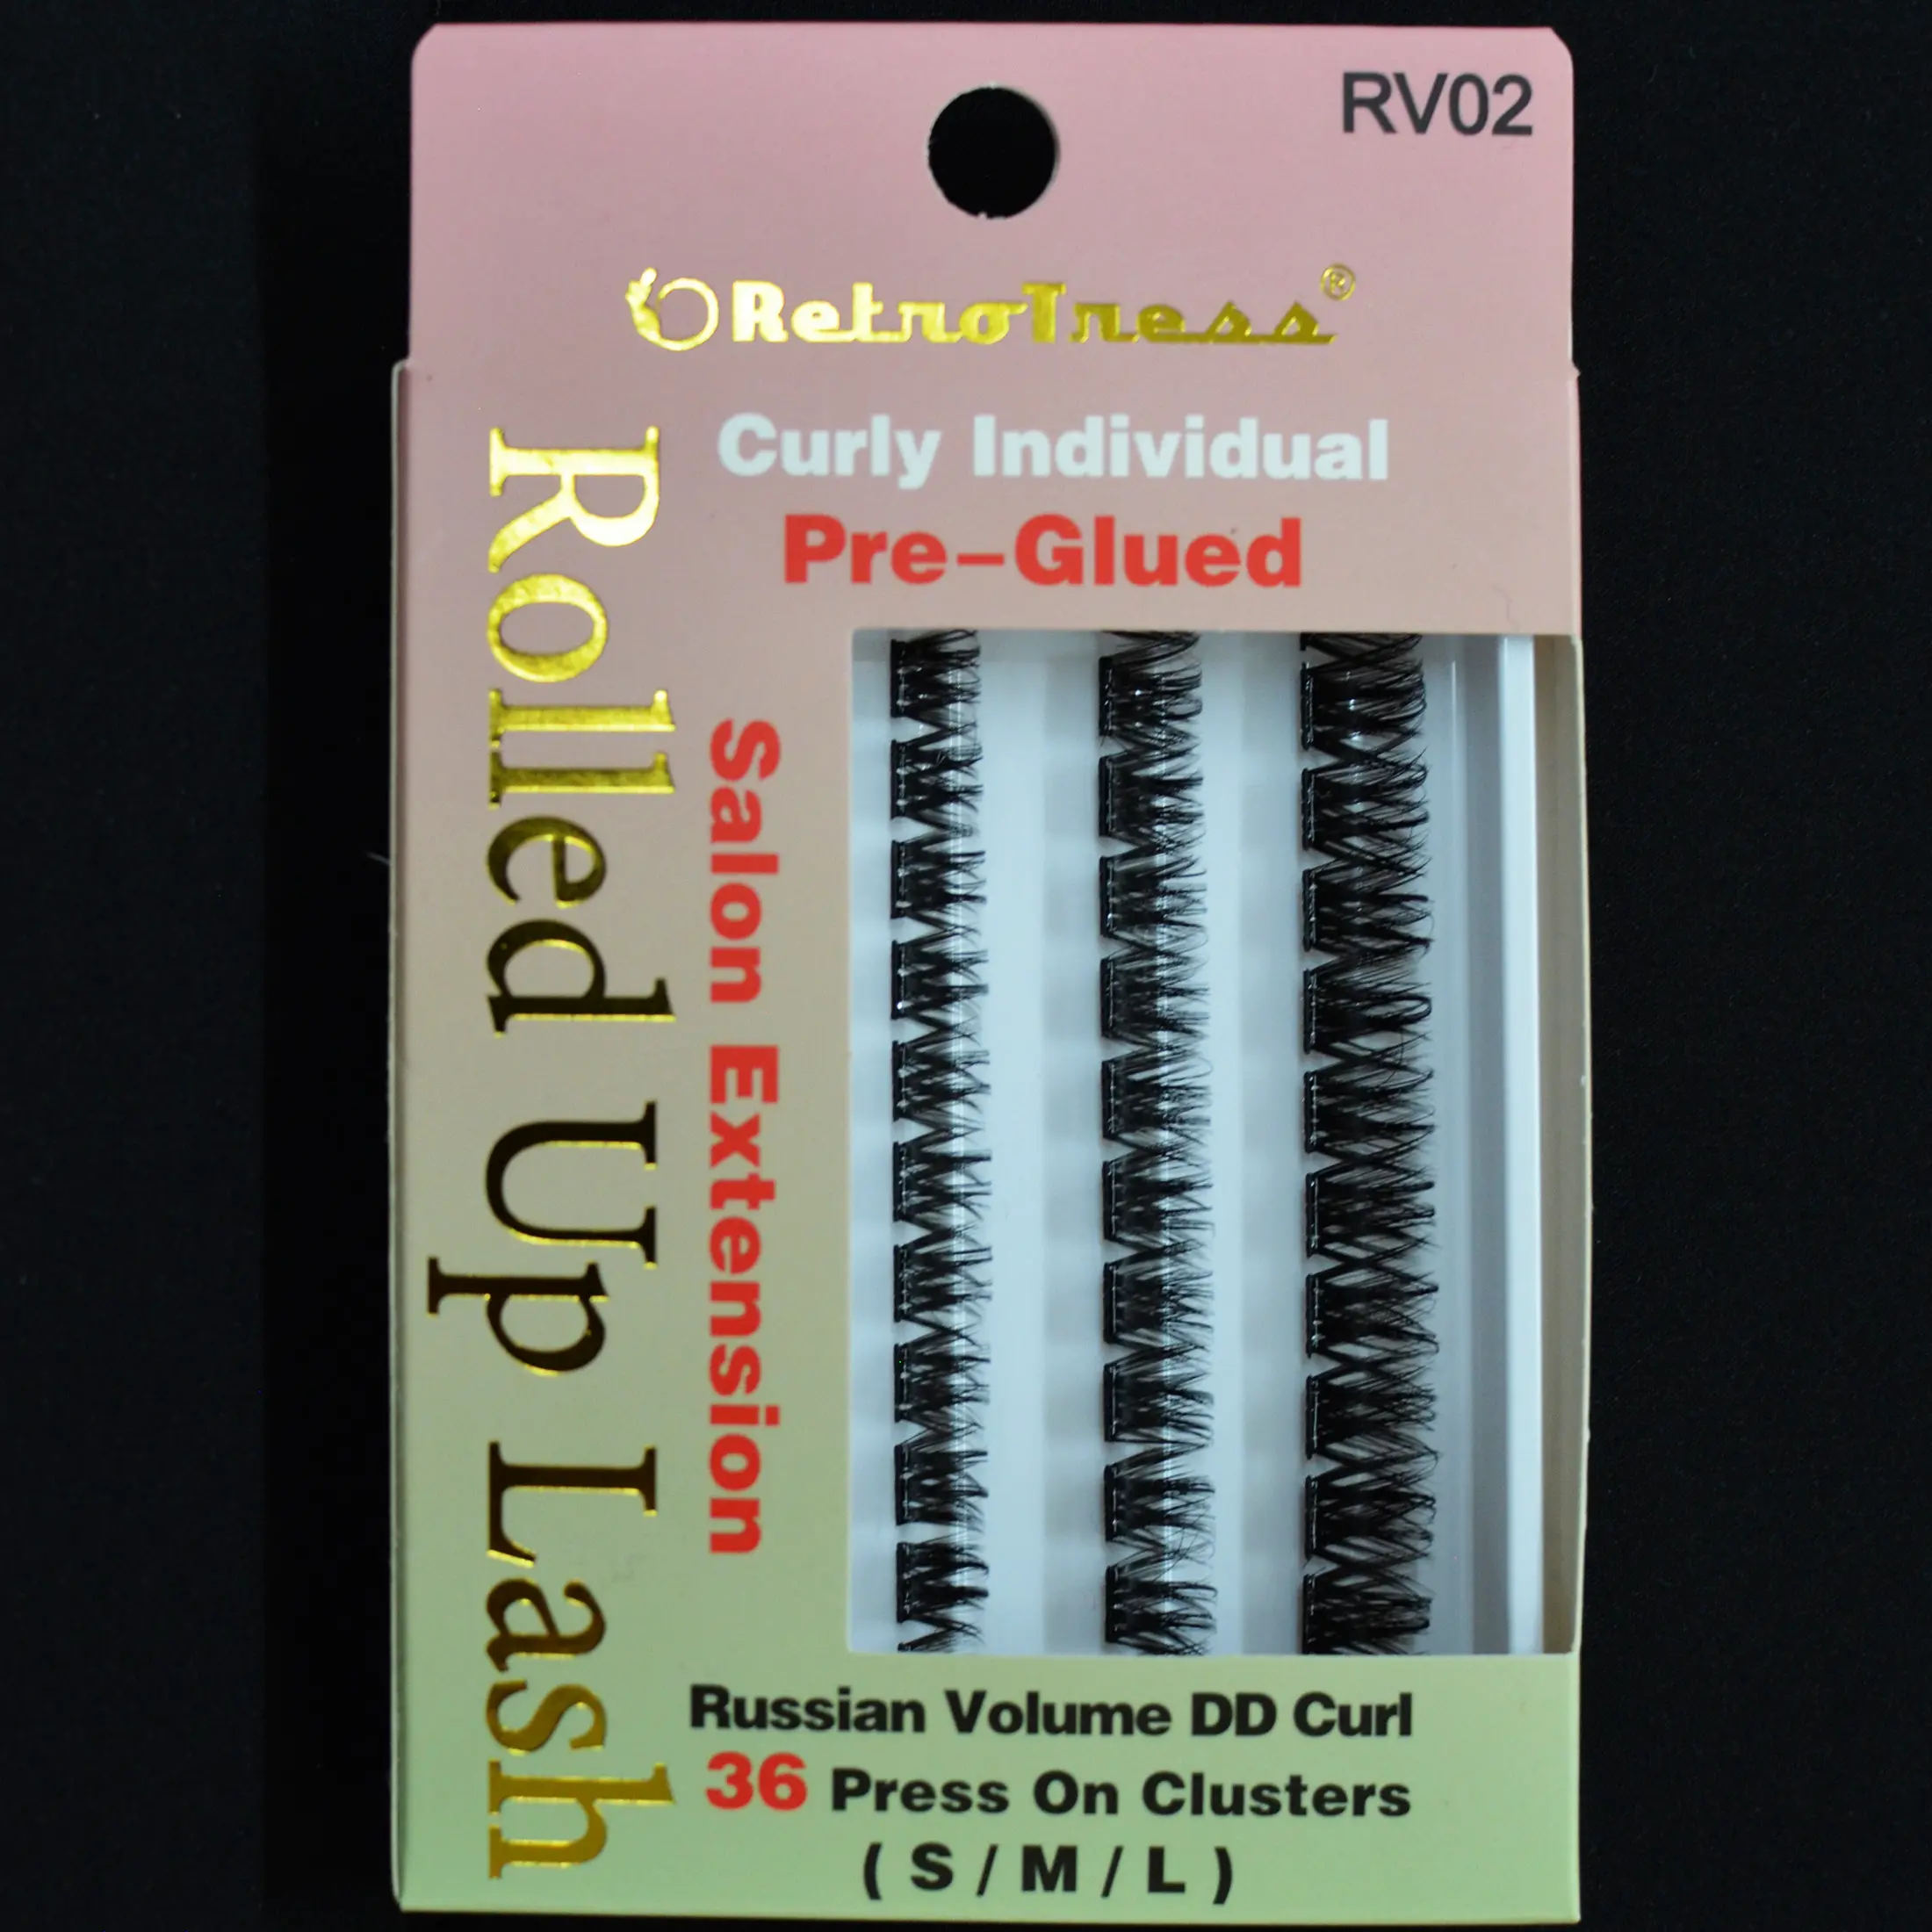 RV02
RetroTress®
Curly Individual
Pre-Glued
Rolled Up Lash
Salon Extension
Russian Volume DD Curl
36 Press On Clusters
( S / M / L )